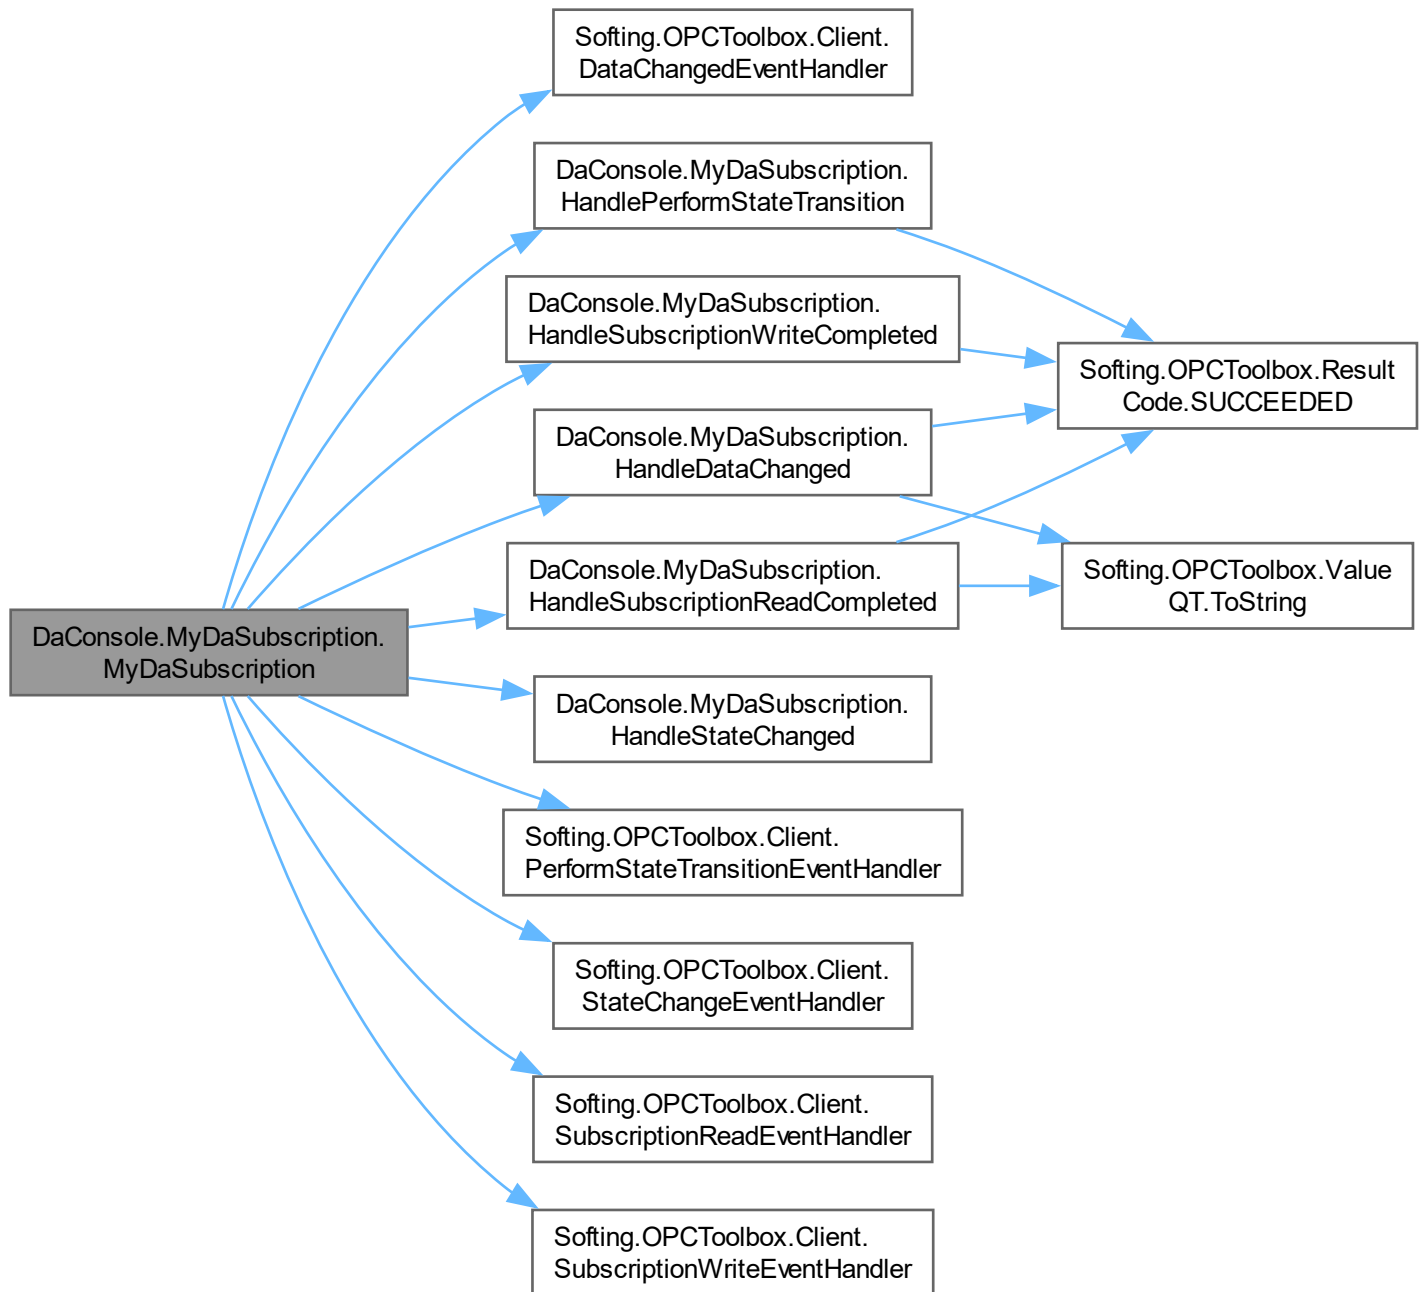 Softing.OPCToolbox.Client.
DataChangedEventHandler
DaConsole.MyDaSubscription.
HandlePerformStateTransition
DaConsole.MyDaSubscription.
HandleSubscriptionWriteCompleted
Softing.OPCToolbox.Result
Code.SUCCEEDED
DaConsole.MyDaSubscription.
HandleDataChanged
DaConsole.MyDaSubscription.
HandleSubscriptionReadCompleted
Softing.OPCToolbox.Value
QT.ToString
DaConsole.MyDaSubscription.
MyDaSubscription
DaConsole.MyDaSubscription.
HandleStateChanged
Softing.OPCToolbox.Client.
PerformStateTransitionEventHandler
Softing.OPCToolbox.Client.
StateChangeEventHandler
Softing.OPCToolbox.Client.
SubscriptionReadEventHandler
Softing.OPCToolbox.Client.
SubscriptionWriteEventHandler